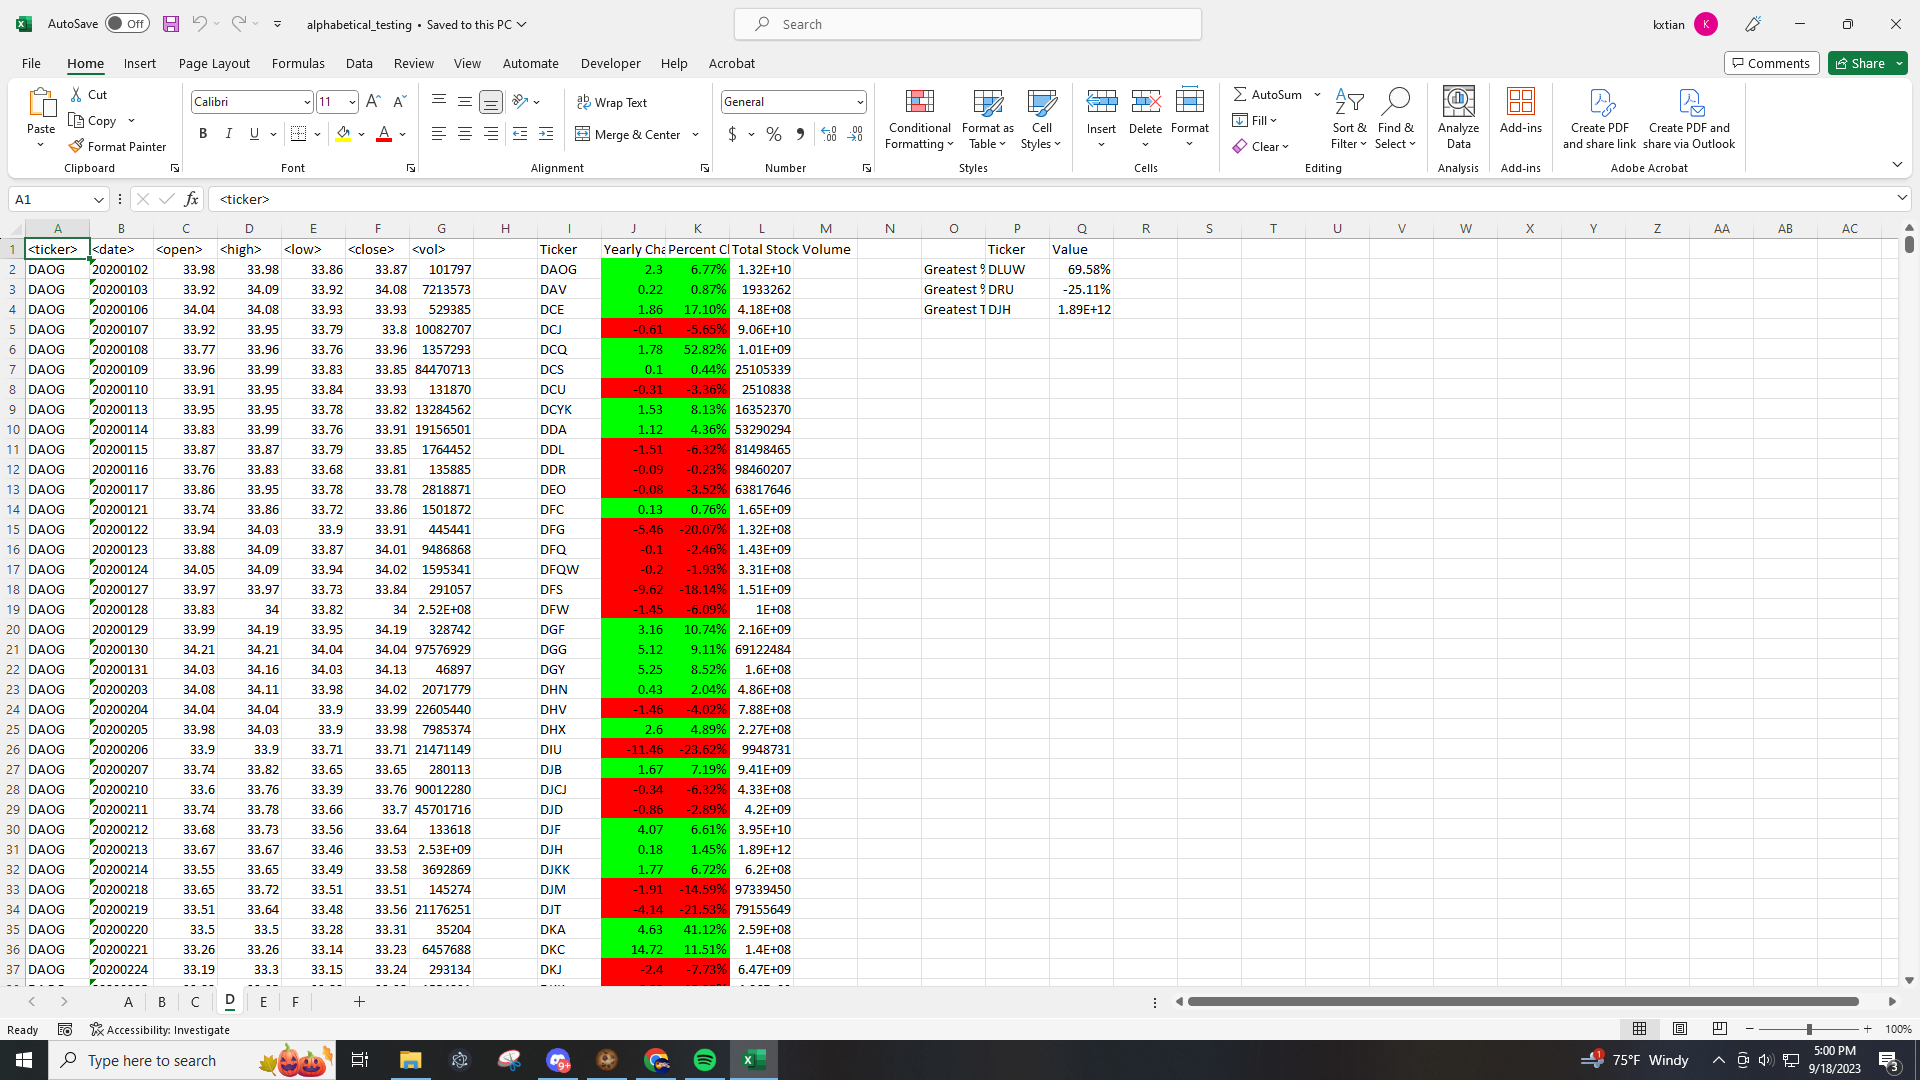 AutoSave Off alphabetical_testing • Saved to this PC Search kxtian K
File Home Insert Page Layout Formulas Data Review View Automate Developer Help Acrobat Comments Share
Paste Cut Copy Format Painter Clipboard
Calibri 11 B I U A Font
Wrap Text Merge & Center Alignment
General $ % Number
Conditional Formatting Format as Table Cell Styles Styles
Insert Delete Format Cells
AutoSum Fill Clear Sort & Filter Find & Select Editing
Analyze Data Analysis
Add-ins Add-ins
Create PDF and share link Create PDF and share via Outlook Adobe Acrobat
A1 fx <ticker>
A B C D E F G H I J K L M N O P Q R S T U V W X Y Z AA AB AC
1 <ticker> <date> <open> <high> <low> <close> <vol> Ticker Yearly Cha Percent Cl Total Stock Volume Ticker Value
2 DAOG 20200102 33.98 33.98 33.86 33.87 101797 DAOG 2.3 6.77% 1.32E+10 Greatest % DLUW 69.58%
3 DAOG 20200103 33.92 34.09 33.92 34.08 7213573 DAV 0.22 0.87% 1933262 Greatest % DRU -25.11%
4 DAOG 20200106 34.04 34.08 33.93 33.93 529385 DCE 1.86 17.10% 4.18E+08 Greatest T DJH 1.89E+12
5 DAOG 20200107 33.92 33.95 33.79 33.8 10082707 DCJ -0.61 -5.65% 9.06E+10
6 DAOG 20200108 33.77 33.96 33.76 33.96 1357293 DCQ 1.78 52.82% 1.01E+09
7 DAOG 20200109 33.96 33.99 33.83 33.85 84470713 DCS 0.1 0.44% 25105339
8 DAOG 20200110 33.91 33.95 33.84 33.93 131870 DCU -0.31 -3.36% 2510838
9 DAOG 20200113 33.95 33.95 33.78 33.82 13284562 DCYK 1.53 8.13% 16352370
10 DAOG 20200114 33.83 33.99 33.76 33.91 19156501 DDA 1.12 4.36% 53290294
11 DAOG 20200115 33.87 33.87 33.79 33.85 1764452 DDL -1.51 -6.32% 81498465
12 DAOG 20200116 33.76 33.83 33.68 33.81 135885 DDR -0.09 -0.23% 98460207
13 DAOG 20200117 33.86 33.95 33.78 33.78 2818871 DEO -0.08 -3.52% 63817646
14 DAOG 20200121 33.74 33.86 33.72 33.86 1501872 DFC 0.13 0.76% 1.65E+09
15 DAOG 20200122 33.94 34.03 33.9 33.91 445441 DFG -5.46 -20.07% 1.32E+08
16 DAOG 20200123 33.88 34.09 33.87 34.01 9486868 DFQ -0.1 -2.46% 1.43E+09
17 DAOG 20200124 34.05 34.09 33.94 34.02 1595341 DFQW -0.2 -1.93% 3.31E+08
18 DAOG 20200127 33.97 33.97 33.73 33.84 291057 DFS -9.62 -18.14% 1.51E+09
19 DAOG 20200128 33.83 34 33.82 34 2.52E+08 DFW -1.45 -6.09% 1E+08
20 DAOG 20200129 33.99 34.19 33.95 34.19 328742 DGF 3.16 10.74% 2.16E+09
21 DAOG 20200130 34.21 34.21 34.04 34.04 97576929 DGG 5.12 9.11% 69122484
22 DAOG 20200131 34.03 34.16 34.03 34.13 46897 DGY 5.25 8.52% 1.6E+08
23 DAOG 20200203 34.08 34.11 33.98 34.02 2071779 DHN 0.43 2.04% 4.86E+08
24 DAOG 20200204 34.04 34.04 33.9 33.99 22605440 DHV -1.46 -4.02% 7.88E+08
25 DAOG 20200205 33.98 34.03 33.9 33.98 7985374 DHX 2.6 4.89% 2.27E+08
26 DAOG 20200206 33.9 33.9 33.71 33.71 21471149 DIU -11.46 -23.62% 9948731
27 DAOG 20200207 33.74 33.82 33.65 33.65 280113 DJB 1.67 7.19% 9.41E+09
28 DAOG 20200210 33.6 33.76 33.39 33.76 90012280 DJCJ -0.34 -6.32% 4.33E+08
29 DAOG 20200211 33.74 33.78 33.66 33.7 45701716 DJD -0.86 -2.89% 4.2E+09
30 DAOG 20200212 33.68 33.73 33.56 33.64 133618 DJF 4.07 6.61% 3.95E+10
31 DAOG 20200213 33.67 33.67 33.46 33.53 2.53E+09 DJH 0.18 1.45% 1.89E+12
32 DAOG 20200214 33.55 33.65 33.49 33.58 3692869 DJKK 1.77 6.72% 6.2E+08
33 DAOG 20200218 33.65 33.72 33.51 33.51 145274 DJM -1.91 -14.59% 97339450
34 DAOG 20200219 33.51 33.64 33.48 33.56 21176251 DJT -4.14 -21.53% 79155649
35 DAOG 20200220 33.5 33.5 33.28 33.31 35204 DKA 4.63 41.12% 2.59E+08
36 DAOG 20200221 33.26 33.26 33.14 33.23 6457688 DKC 14.72 11.51% 1.4E+08
37 DAOG 20200224 33.19 33.3 33.15 33.24 293134 DKJ -2.4 -7.73% 6.47E+09
A B C D E F
Ready Accessibility: Investigate 100%
Type here to search 9+ 1 75°F Windy 5:00 PM 3
9/18/2023